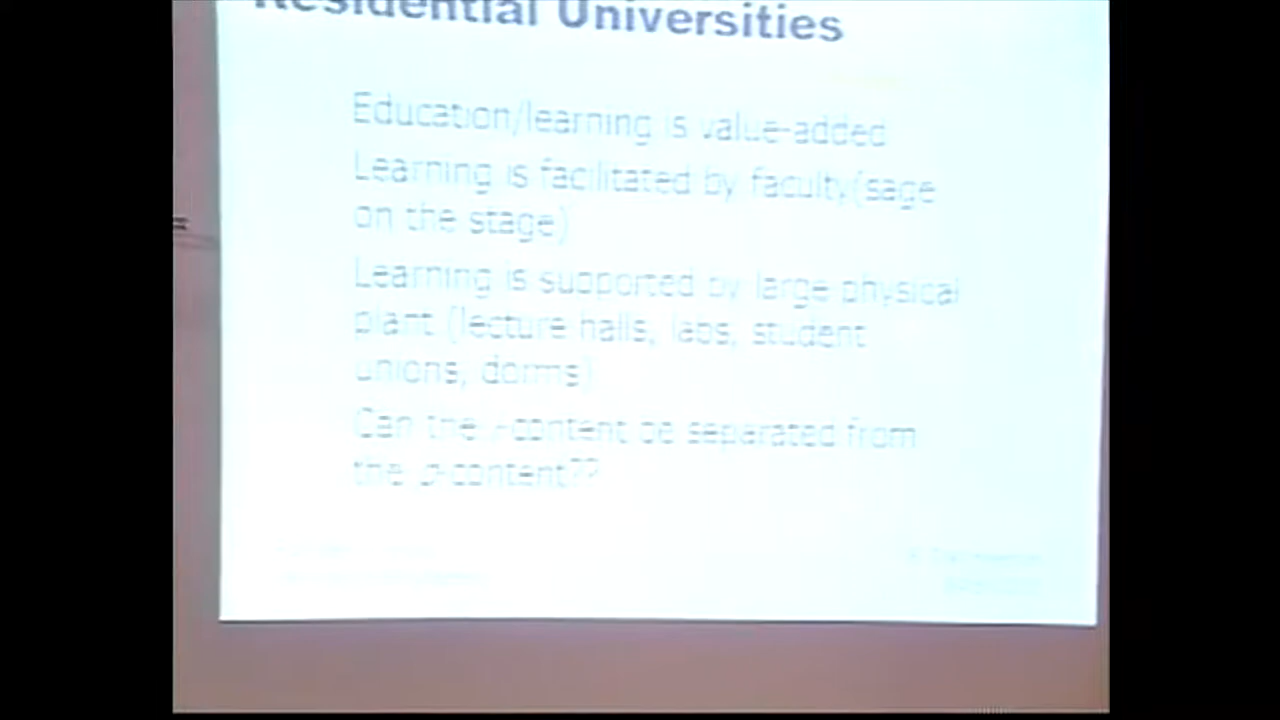 Residential Universities
Education/learning is value-added
Learning is facilitated by faculty(sage
on the stage)
Learning is supported by large physical
plant (lecture halls, labs, student
unions, dorms)
Can the -content be separated from
the p-content??